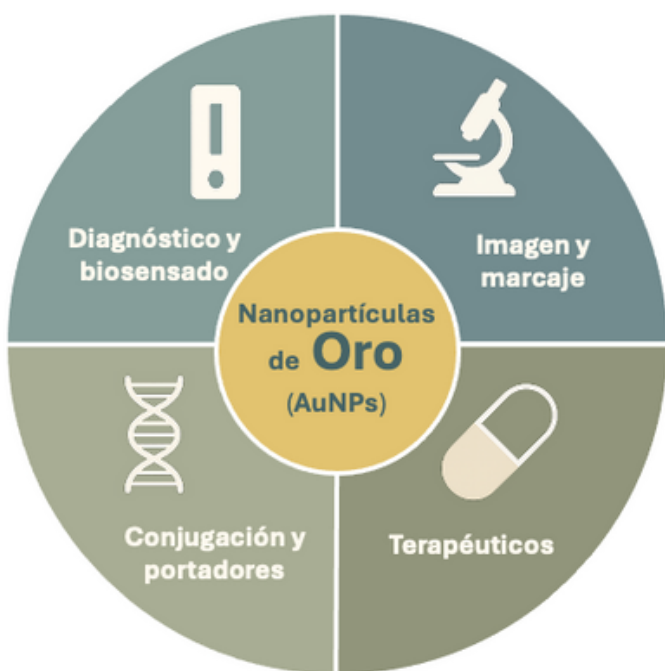 Diagnóstico y
biosensado
Imagen y
marcaje
Nanopartículas
de Oro
(AuNPs)
Conjugación y
portadores
Terapéuticos